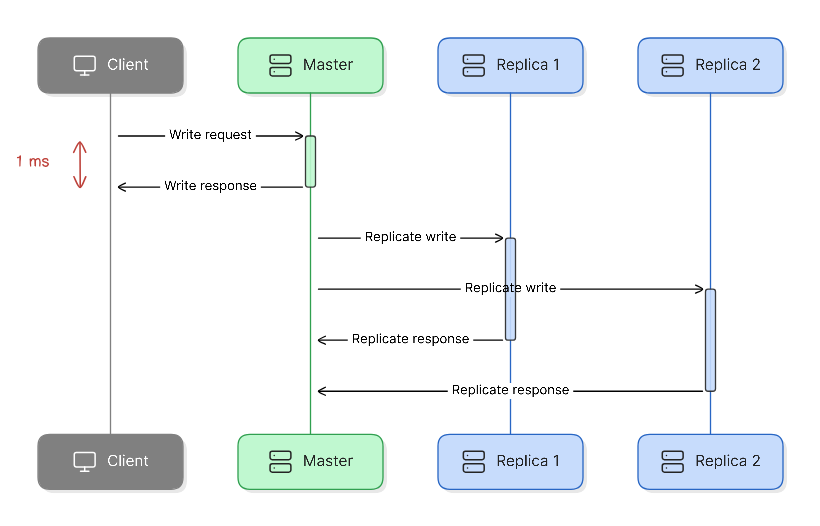 Client
Master
Replica 1
Replica 2
Write request
1 ms
Write response
Replicate write
Replicate write
Replicate response
Replicate response
Client
Master
Replica 1
Replica 2